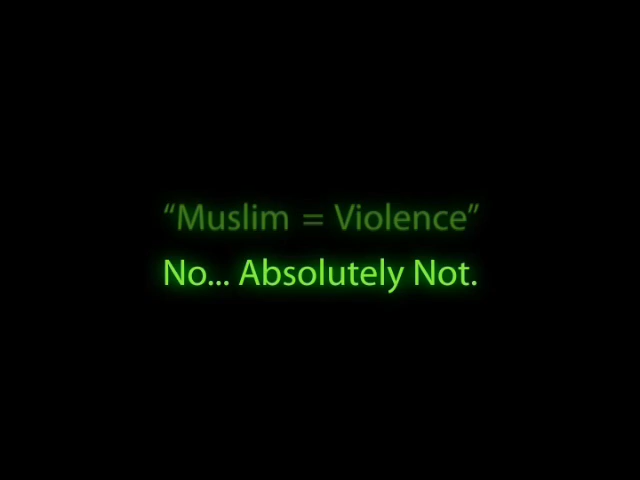 “Muslim = Violence”
No... Absolutely Not.